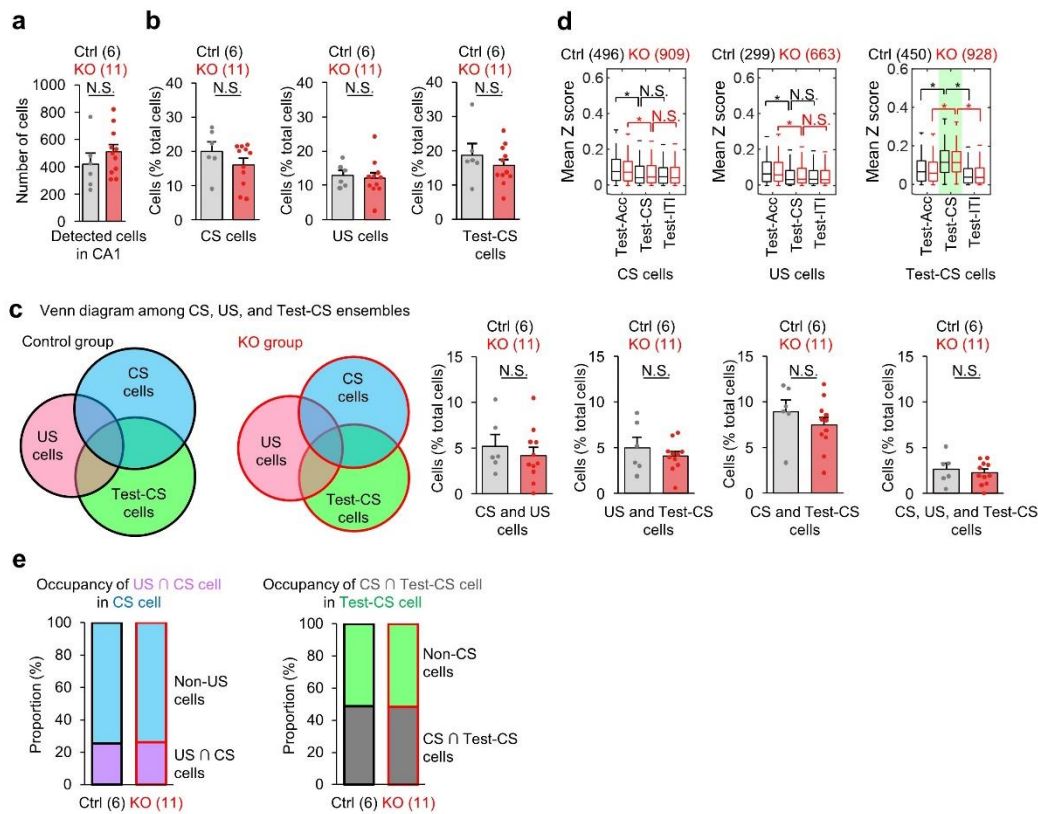 a
Ctrl (6)
KO (11)
N.S.
Number of cells
1000
800
600
400
200
0
Detected cells
in CA1
b
Ctrl (6)
KO (11)
N.S.
Cells (% total cells)
40
30
20
10
0
CS cells
Ctrl (6)
KO (11)
N.S.
40
30
20
10
0
US cells
Ctrl (6)
KO (11)
N.S.
40
30
20
10
0
Test-CS
cells
d
Ctrl (496) KO (909)
Mean Z score
0.6
0.4
0.2
0
* N.S.
* N.S.
Test-Acc
Test-CS
Test-ITI
CS cells
Ctrl (299) KO (663)
Mean Z score
0.6
0.4
0.2
0
* N.S.
* N.S.
Test-Acc
Test-CS
Test-ITI
US cells
Ctrl (450) KO (928)
Mean Z score
0.6
0.4
0.2
0
* *
* *
Test-Acc
Test-CS
Test-ITI
Test-CS cells
c
Venn diagram among CS, US, and Test-CS ensembles
Control group
CS
cells
US
cells
Test-CS
cells
KO group
CS
cells
US
cells
Test-CS
cells
Ctrl (6)
KO (11)
N.S.
Cells (% total cells)
15
10
5
0
CS and US
cells
Ctrl (6)
KO (11)
N.S.
Cells (% total cells)
15
10
5
0
US and Test-CS
cells
Ctrl (6)
KO (11)
N.S.
Cells (% total cells)
15
10
5
0
CS and Test-CS
cells
Ctrl (6)
KO (11)
N.S.
Cells (% total cells)
15
10
5
0
CS, US, and Test-CS
cells
e
Occupancy of US ∩ CS cell
in CS cell
Proportion (%)
100
80
60
40
20
0
Non-US
cells
US ∩ CS
cells
Ctrl (6) KO (11)
Occupancy of CS ∩ Test-CS cell
in Test-CS cell
Proportion (%)
100
80
60
40
20
0
Non-CS
cells
CS ∩ Test-CS
cells
Ctrl (6) KO (11)